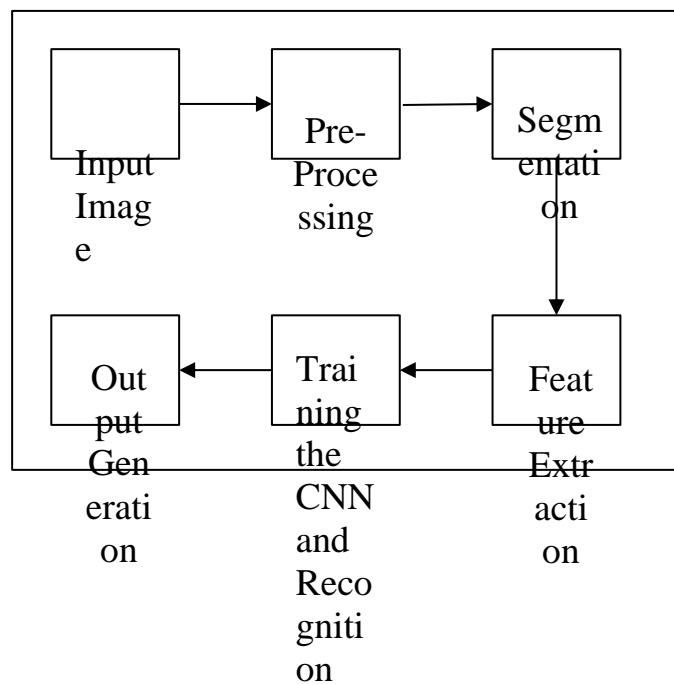 Input
Imag
e
Pre-
Proce
ssing
Segm
entati
on
Feat
ure
Extr
acti
on
Trai
ning
the
CNN
and
Reco
gniti
on
Out
put
Gen
erati
on